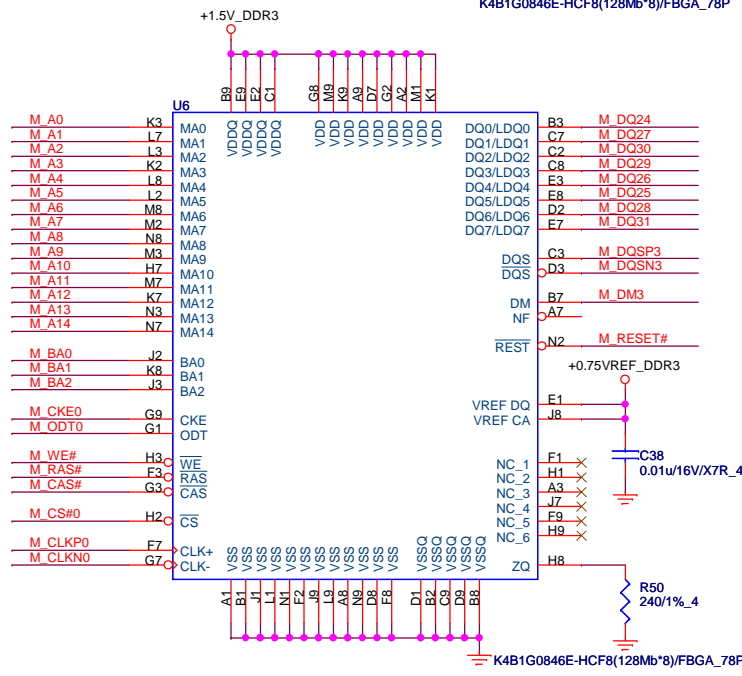 K4B1G0846E-HCF8(128Mb*8)/FBGA_78P
+1.5V_DDR3
B9 E9 E2 C1 G8 M9 K9 A9 D7 G2 A2 M1 K1
U6
VDDQ VDDQ VDDQ VDDQ VDD VDD VDD VDD VDD VDD VDD VDD VDD
M_A0 K3 MA0 DQ0/LDQ0 B3 M_DQ24
M_A1 L7 MA1 DQ1/LDQ1 C7 M_DQ27
M_A2 L3 MA2 DQ2/LDQ2 C2 M_DQ30
M_A3 K2 MA3 DQ3/LDQ3 C8 M_DQ29
M_A4 L8 MA4 DQ4/LDQ4 E3 M_DQ26
M_A5 L2 MA5 DQ5/LDQ5 E8 M_DQ25
M_A6 M8 MA6 DQ6/LDQ6 D2 M_DQ28
M_A7 M2 MA7 DQ7/LDQ7 E7 M_DQ31
M_A8 N8 MA8
M_A9 M3 MA9 DQS C3 M_DQSP3
M_A10 H7 MA10 DQS D3 M_DQSN3
M_A11 M7 MA11
M_A12 K7 MA12 DM B7 M_DM3
M_A13 N3 MA13 NF A7
M_A14 N7 MA14
REST N2 M_RESET#
M_BA0 J2 BA0
M_BA1 K8 BA1
M_BA2 J3 BA2
+0.75VREF_DDR3
VREF DQ E1
VREF CA J8
M_CKE0 G9 CKE
M_ODT0 G1 ODT
M_WE# H3 WE
M_RAS# F3 RAS
M_CAS# G3 CAS
M_CS#0 H2 CS
M_CLKP0 F7 CLK+
M_CLKN0 G7 CLK-
NC_1 F1
NC_2 H1
NC_3 A3
NC_4 J7
NC_5 F9
NC_6 H9
C38
0.01u/16V/X7R_4
ZQ H8
VSS VSS VSS VSS VSS VSS VSS VSS VSS VSS VSS VSS VSSQ VSSQ VSSQ VSSQ VSSQ
A1 B1 J1 L1 N1 F2 J9 L9 A8 N9 D8 F8 D1 B2 C9 D9 B8
R50
240/1%_4
K4B1G0846E-HCF8(128Mb*8)/FBGA_78P